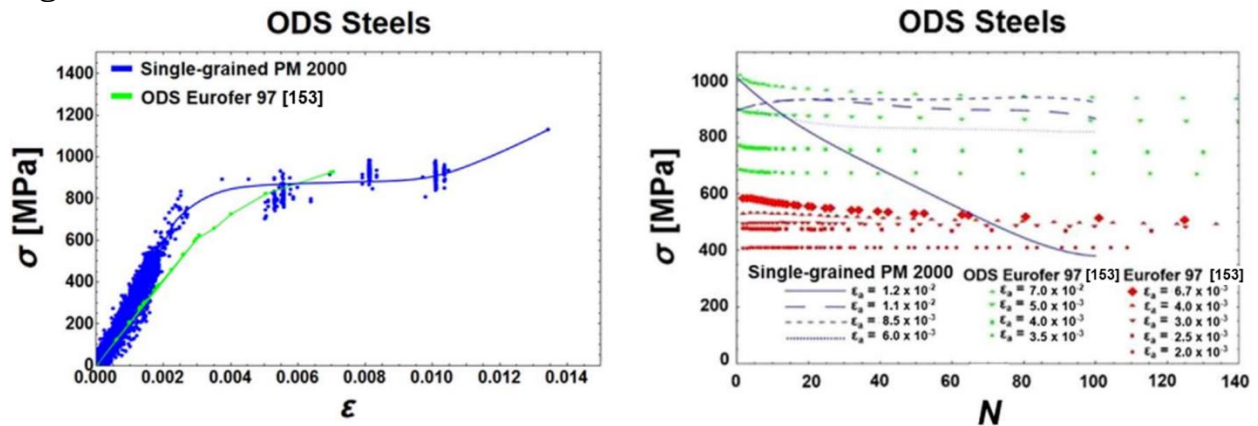 ODS Steels
1400
1200
1000
800
600
400
200
0
σ [MPa]
Single-grained PM 2000
ODS Eurofer 97 [153]
0.000 0.002 0.004 0.006 0.008 0.010 0.012 0.014
ε
ODS Steels
1000
800
600
400
200
0
σ [MPa]
Single-grained PM 2000 ODS Eurofer 97 [153] Eurofer 97 [153]
εa = 1.2 x 10⁻² εa = 7.0 x 10⁻² εa = 6.7 x 10⁻³
εa = 1.1 x 10⁻² εa = 5.0 x 10⁻³ εa = 4.0 x 10⁻³
εa = 8.5 x 10⁻³ εa = 4.0 x 10⁻³ εa = 3.0 x 10⁻³
εa = 6.0 x 10⁻³ εa = 3.5 x 10⁻³ εa = 2.5 x 10⁻³
εa = 2.0 x 10⁻³
0 20 40 60 80 100 125 140
N